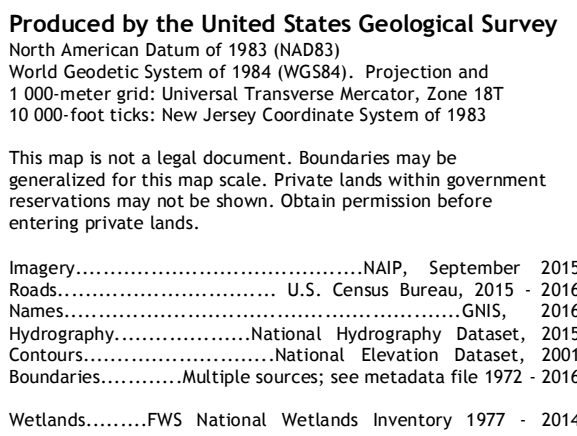 Produced by the United States Geological Survey
North American Datum of 1983 (NAD83)
World Geodetic System of 1984 (WGS84).  Projection and
1 000-meter grid: Universal Transverse Mercator, Zone 18T
10 000-foot ticks: New Jersey Coordinate System of 1983
This map is not a legal document. Boundaries may be
generalized for this map scale. Private lands within government
reservations may not be shown. Obtain permission before
entering private lands.
Imagery..........................................NAIP, September 2015
Roads................................ U.S. Census Bureau, 2015 - 2016
Names..........................................................GNIS, 2016
Hydrography....................National Hydrography Dataset, 2015
Contours............................National Elevation Dataset, 2001
Boundaries............Multiple sources; see metadata file 1972 - 2016
Wetlands.........FWS National Wetlands Inventory 1977 - 2014